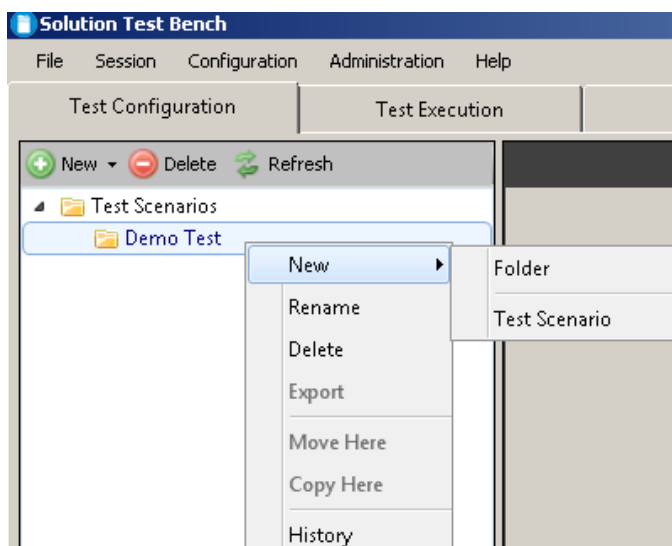 Solution Test Bench
File Session Configuration Administration Help
Test Configuration Test Execution
New Delete Refresh
Test Scenarios
Demo Test
New
Rename
Delete
Export
Move Here
Copy Here
History
Folder
Test Scenario